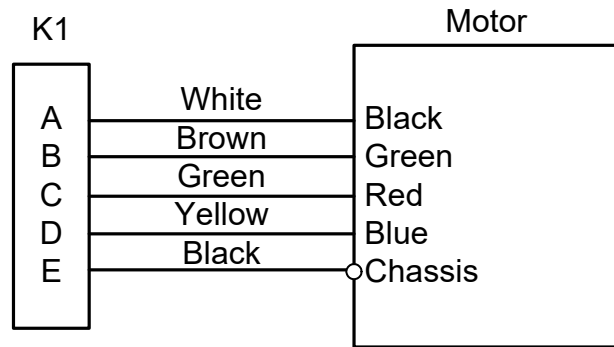 Motor
K1
A White Black
B Brown Green
C Green Red
D Yellow Blue
E Black Chassis